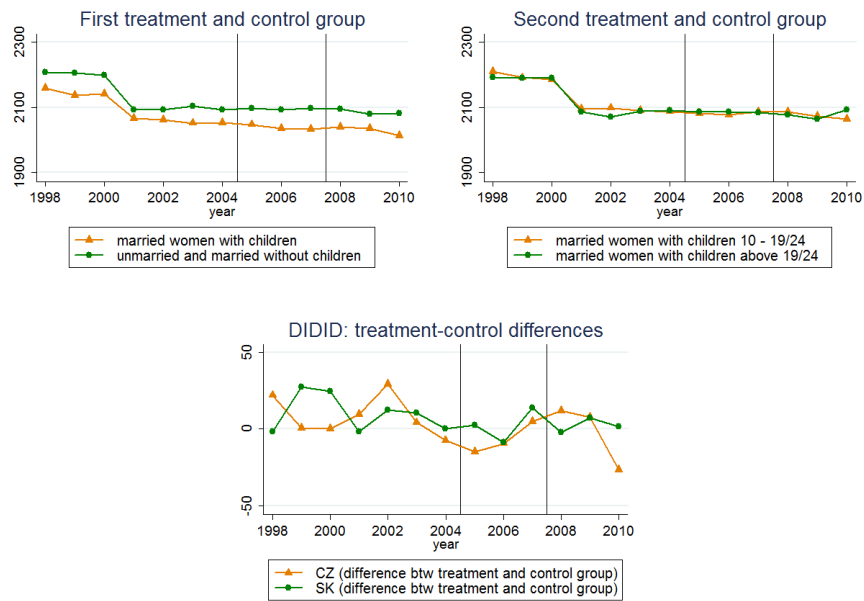 First treatment and control group
2300
2100
1900
1998 2000 2002 2004 2006 2008 2010
year
married women with children
unmarried and married without children
Second treatment and control group
2300
2100
1900
1998 2000 2002 2004 2006 2008 2010
year
married women with children 10 - 19/24
married women with children above 19/24
DIDID: treatment-control differences
50
0
-50
1998 2000 2002 2004 2006 2008 2010
year
CZ (difference btw treatment and control group)
SK (difference btw treatment and control group)